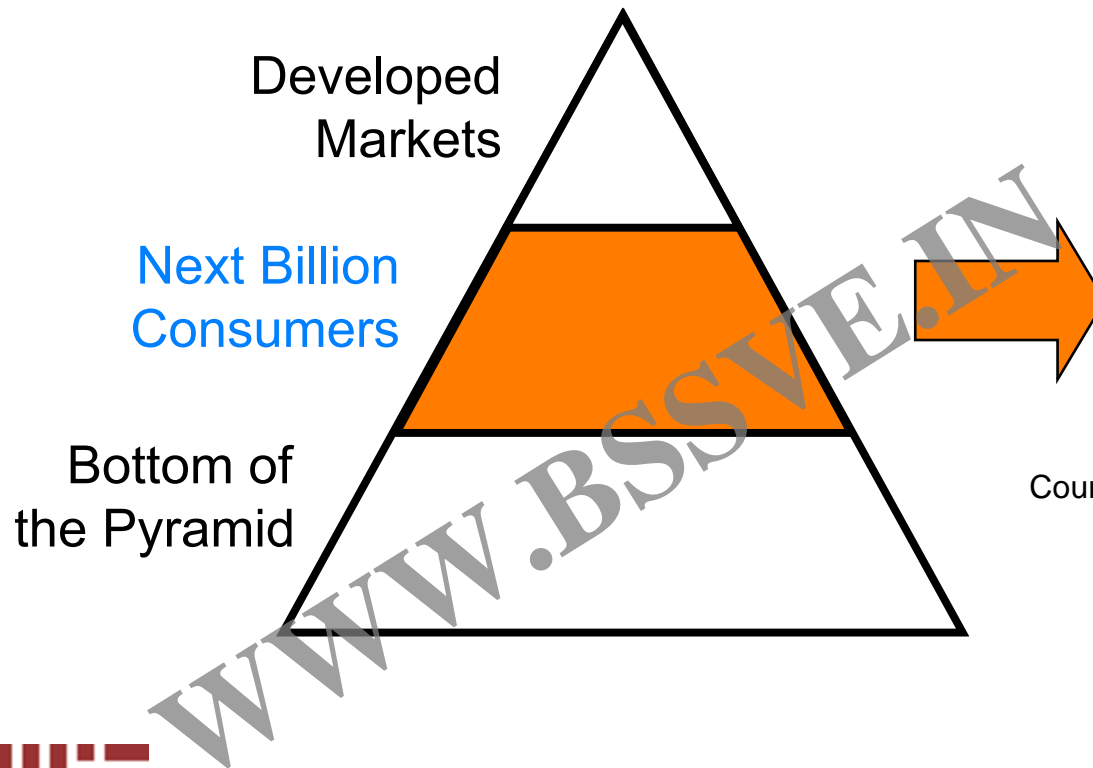 Developed
Markets
Next Billion
Consumers
Bottom of
the Pyramid
WWW.BSSVE.IN